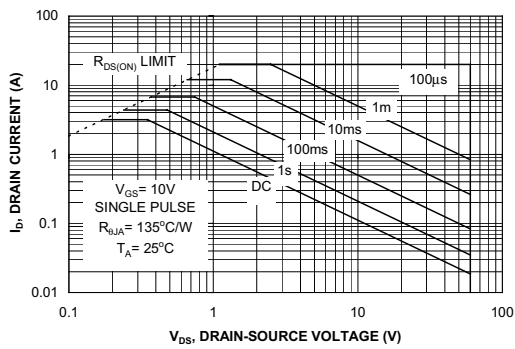 100
10
1
0.1
0.01
I_D, DRAIN CURRENT (A)
R_DS(ON) LIMIT
100µs
1m
10ms
100ms
1s
DC
V_GS= 10V
SINGLE PULSE
R_θJA= 135°C/W
T_A= 25°C
0.1 1 10 100
V_DS, DRAIN-SOURCE VOLTAGE (V)